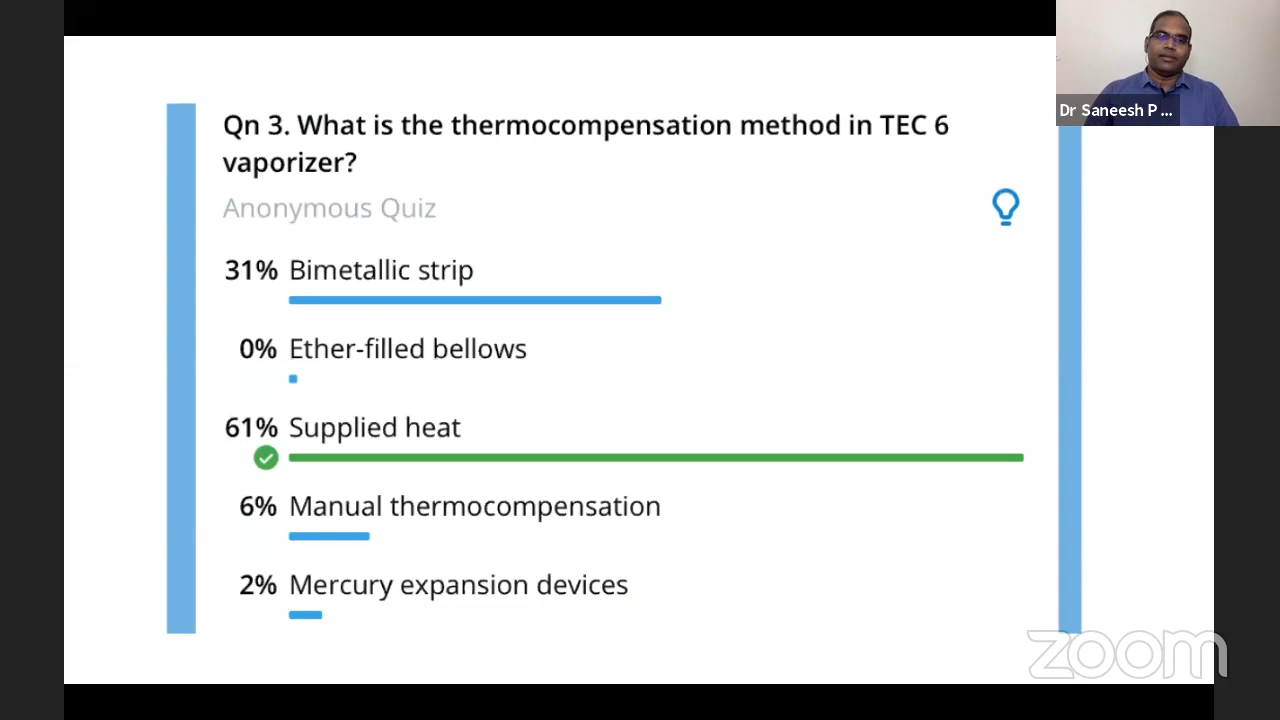 Qn 3. What is the thermocompensation method in TEC 6
vaporizer?
Anonymous Quiz
31% Bimetallic strip
0% Ether-filled bellows
61% Supplied heat
6% Manual thermocompensation
2% Mercury expansion devices
Dr Saneesh P ...
zoom